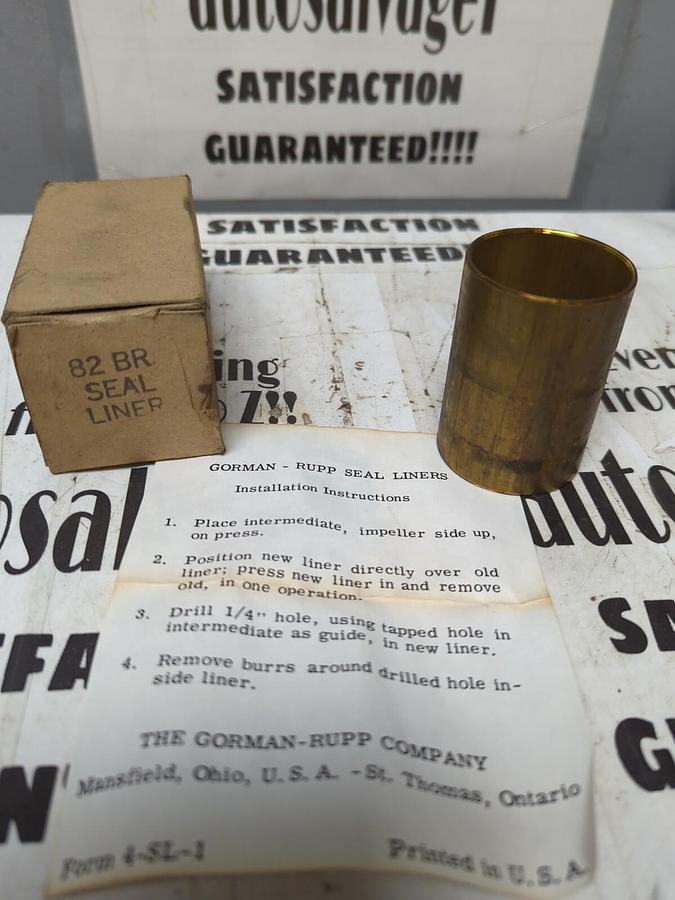 autosalvager
SATISFACTION
GUARANTEED!!!!
SATISFACTION
GUARANTEED
82 BR
SEAL
LINER
GORMAN - RUPP SEAL LINERS
Installation Instructions
1. Place intermediate, impeller side up,
on press.
2. Position new liner directly over old
liner; press new liner in and remove
old, in one operation.
3. Drill 1/4" hole, using tapped hole in
intermediate as guide, in new liner.
4. Remove burrs around drilled hole in-
side liner.
THE GORMAN-RUPP COMPANY
Mansfield, Ohio, U. S. A. - St. Thomas, Ontario
Form 4-SL-1
Printed in U. S. A.